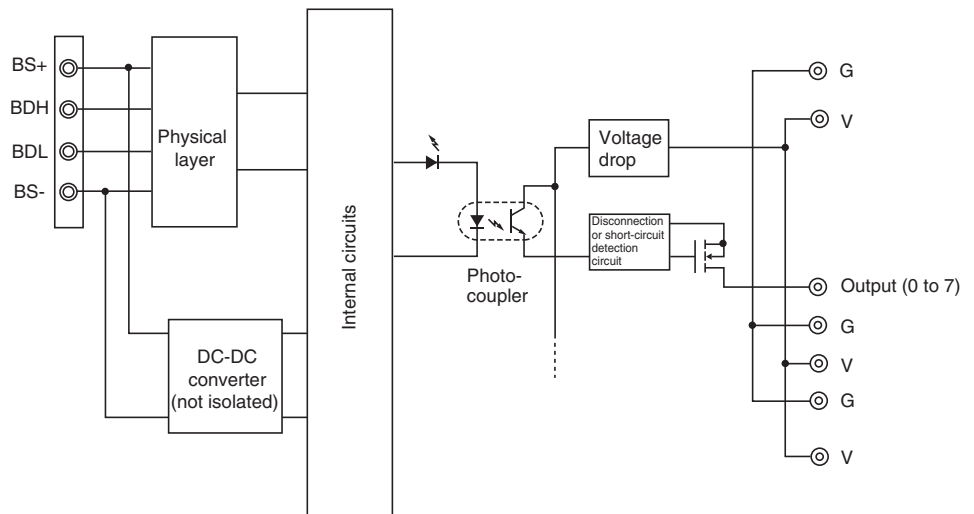 BS+
BDH
BDL
BS-
Physical
layer
DC-DC
converter
(not isolated)
Internal circuits
Photo-
coupler
Voltage
drop
Disconnection
or short-circuit
detection
circuit
G
V
Output (0 to 7)
G
V
G
V